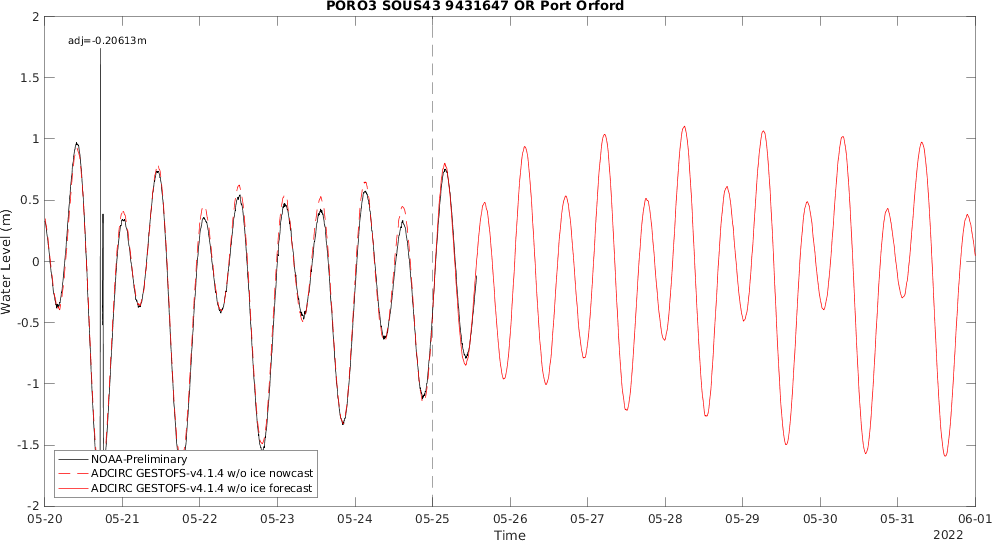 PORO3 SOUS43 9431647 OR Port Orford
adj=-0.20613m
2
1.5
1
0.5
0
-0.5
-1
-1.5
-2
Water Level (m)
NOAA-Preliminary
ADCIRC GESTOFS-v4.1.4 w/o ice nowcast
ADCIRC GESTOFS-v4.1.4 w/o ice forecast
05-20 05-21 05-22 05-23 05-24 05-25 05-26 05-27 05-28 05-29 05-30 05-31 06-01
Time
2022